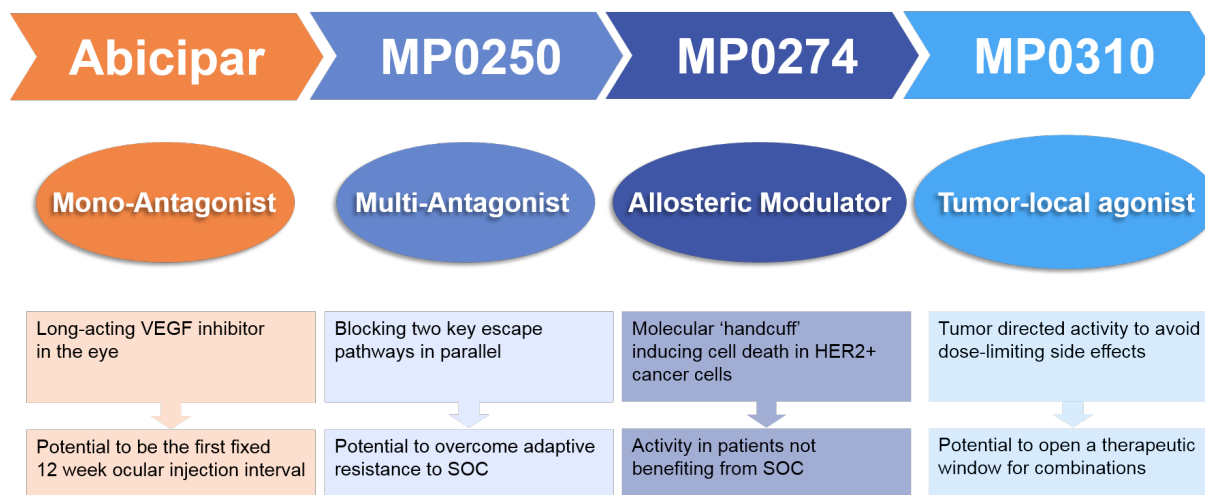 Abicipar
MP0250
MP0274
MP0310
Mono-Antagonist
Multi-Antagonist
Allosteric Modulator
Tumor-local agonist
Long-acting VEGF inhibitor
in the eye
Blocking two key escape
pathways in parallel
Molecular ‘handcuff’
inducing cell death in HER2+
cancer cells
Tumor directed activity to avoid
dose-limiting side effects
Potential to be the first fixed
12 week ocular injection interval
Potential to overcome adaptive
resistance to SOC
Activity in patients not
benefiting from SOC
Potential to open a therapeutic
window for combinations